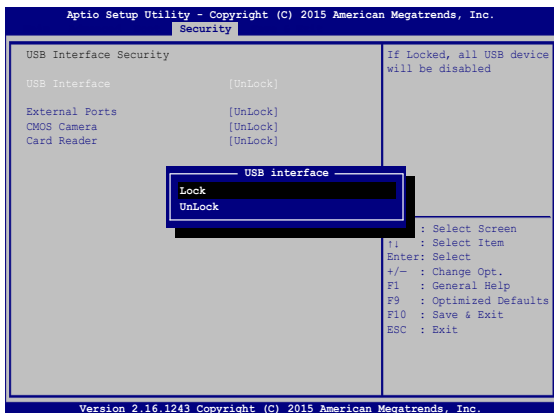 Aptio Setup Utility - Copyright (C) 2015 American Megatrends, Inc.
Security
USB Interface Security
USB Interface [UnLock]
External Ports [UnLock]
CMOS Camera [UnLock]
Card Reader [UnLock]
If Locked, all USB device
will be disabled
USB interface
Lock
UnLock
: Select Screen
↑↓ : Select Item
Enter: Select
+/— : Change Opt.
F1 : General Help
F9 : Optimized Defaults
F10 : Save & Exit
ESC : Exit
Version 2.16.1243 Copyright (C) 2015 American Megatrends, Inc.